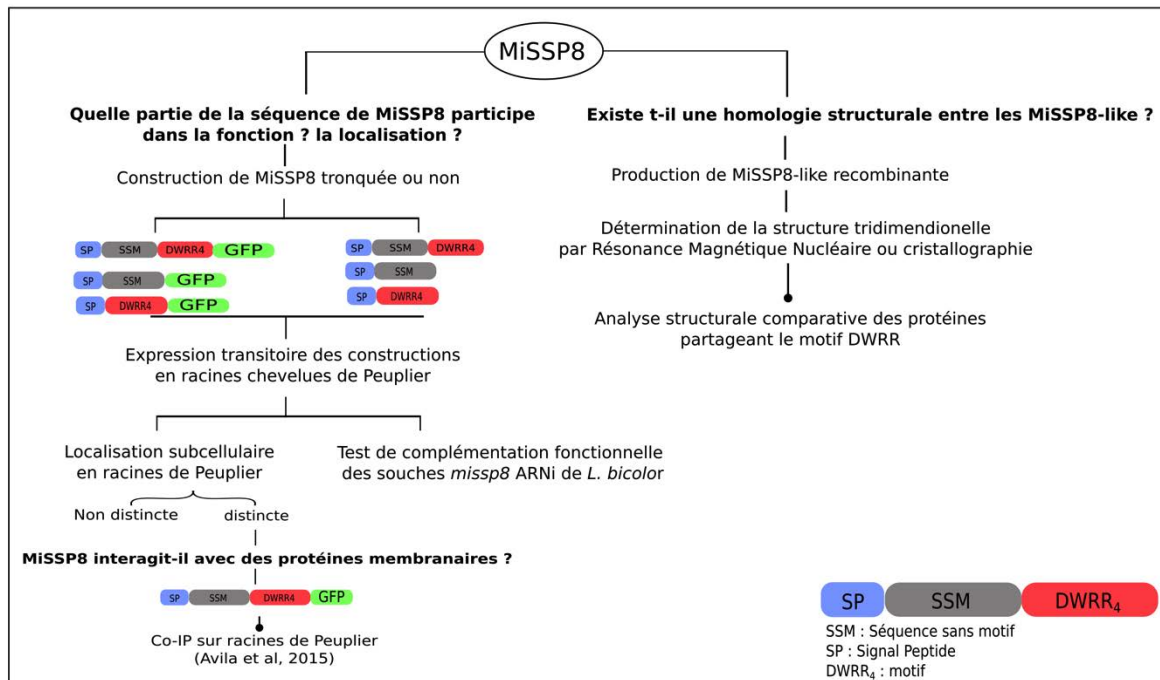 MiSSP8
Quelle partie de la séquence de MiSSP8 participe
dans la fonction ? la localisation ?
Construction de MiSSP8 tronquée ou non
SP SSM DWRR4 GFP
SP SSM GFP
SP DWRR4 GFP
SP SSM DWRR4
SP SSM
SP DWRR4
Expression transitoire des constructions
en racines chevelues de Peuplier
Localisation subcellulaire
en racines de Peuplier
Non distincte
distincte
Test de complémentation fonctionnelle
des souches missp8 ARNi de L. bicolor
MiSSP8 interagit-il avec des protéines membranaires ?
SP SSM DWRR4 GFP
Co-IP sur racines de Peuplier
(Avila et al, 2015)
Existe t-il une homologie structurale entre les MiSSP8-like ?
Production de MiSSP8-like recombinante
Détermination de la structure tridimendionelle
par Résonance Magnétique Nucléaire ou cristallographie
Analyse structurale comparative des protéines
partageant le motif DWRR
SP SSM DWRR₄
SSM : Séquence sans motif
SP : Signal Peptide
DWRR₄ : motif